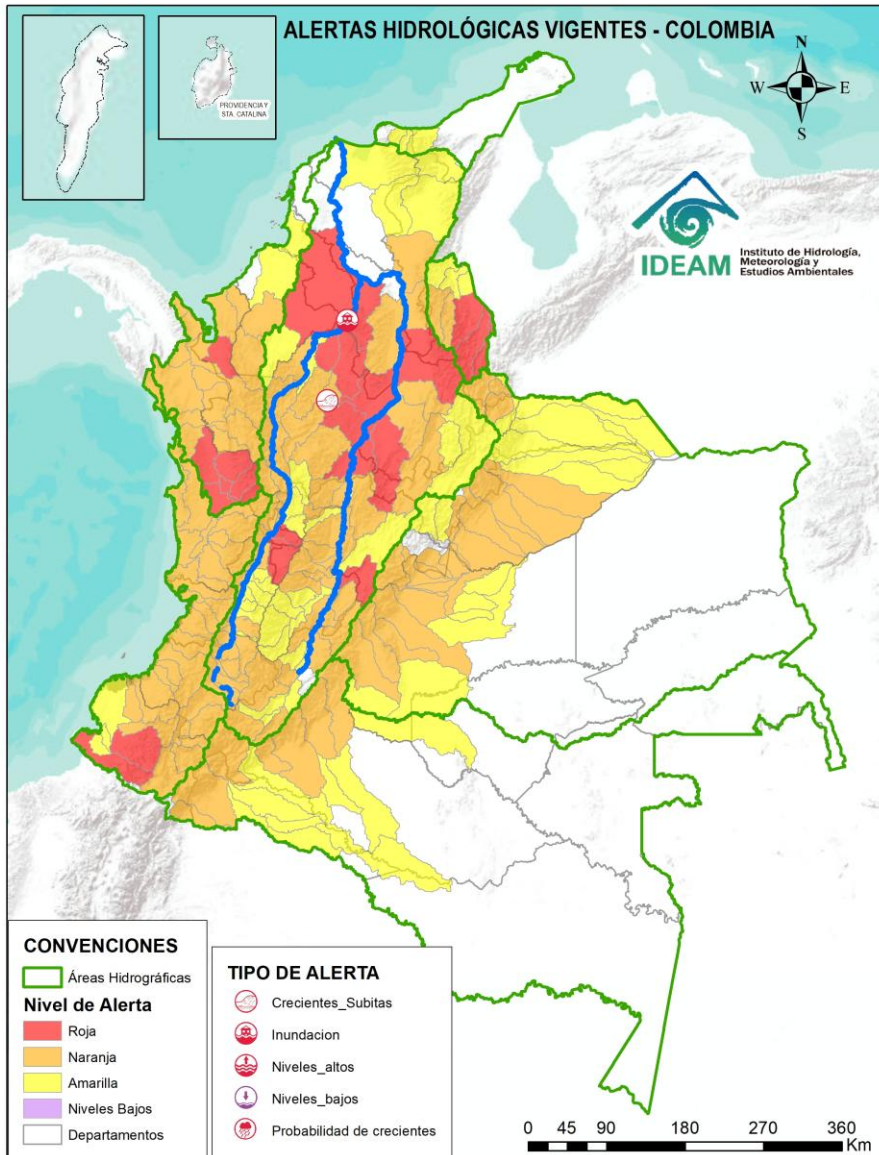 ALERTAS HIDROLÓGICAS VIGENTES - COLOMBIA
PROVIDENCIA Y
STA. CATALINA
N
W
E
S
IDEAM
Instituto de Hidrología,
Meteorología y
Estudios Ambientales
CONVENCIONES
Áreas Hidrográficas
Nivel de Alerta
Roja
Naranja
Amarilla
Niveles Bajos
Departamentos
TIPO DE ALERTA
Crecientes_Subitas
Inundacion
Niveles_altos
Niveles_bajos
Probabilidad de crecientes
0 45 90 180 270 360
Km